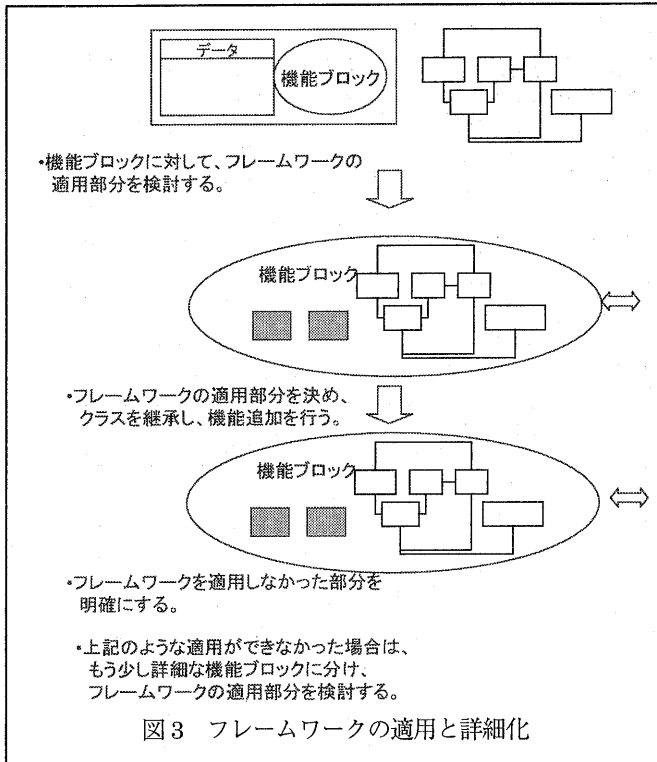 データ
機能ブロック
・機能ブロックに対して、フレームワークの
適用部分を検討する。
機能ブロック
・フレームワークの適用部分を決め、
クラスを継承し、機能追加を行う。
機能ブロック
・フレームワークを適用しなかった部分を
明確にする。
・上記のような適用ができなかった場合は、
もう少し詳細な機能ブロックに分け、
フレームワークの適用部分を検討する。
図3 フレームワークの適用と詳細化